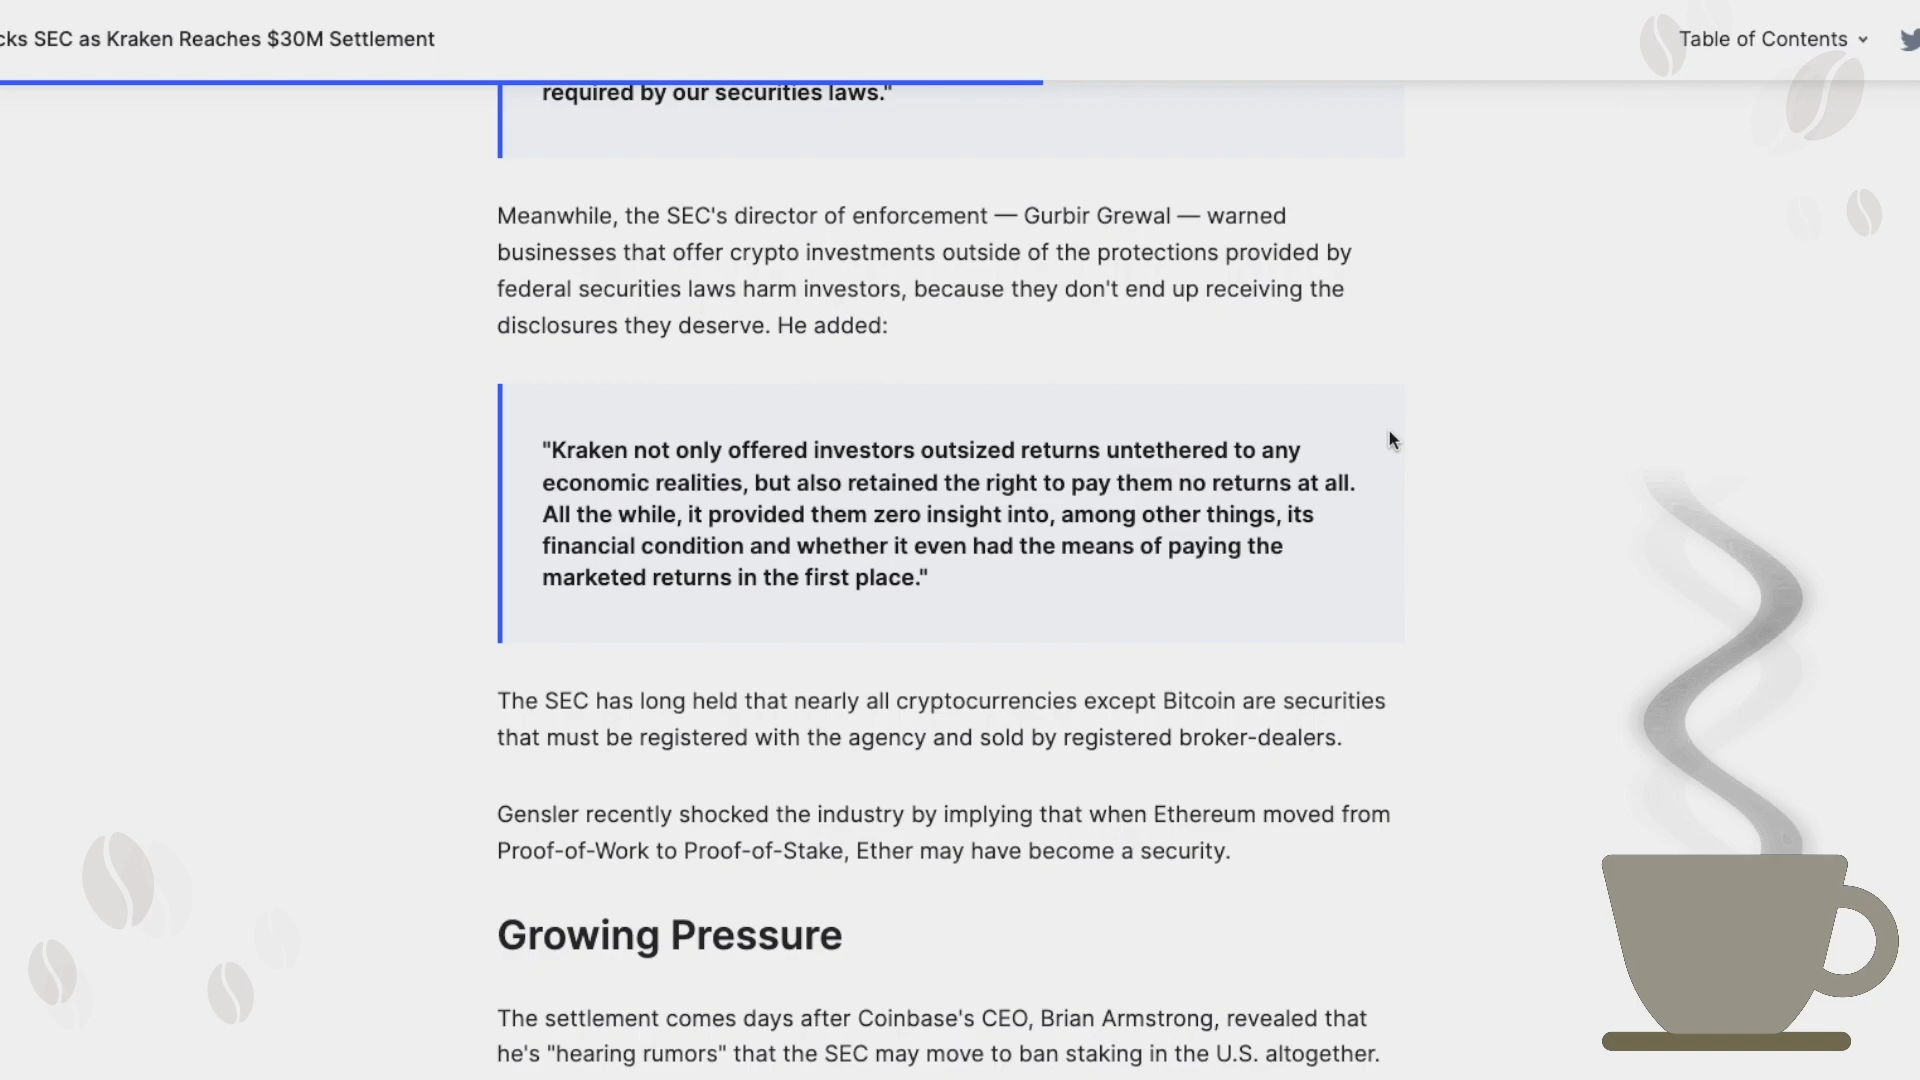 cks SEC as Kraken Reaches $30M Settlement
Table of Contents
required by our securities laws."
Meanwhile, the SEC's director of enforcement — Gurbir Grewal — warned
businesses that offer crypto investments outside of the protections provided by
federal securities laws harm investors, because they don't end up receiving the
disclosures they deserve. He added:
"Kraken not only offered investors outsized returns untethered to any
economic realities, but also retained the right to pay them no returns at all.
All the while, it provided them zero insight into, among other things, its
financial condition and whether it even had the means of paying the
marketed returns in the first place."
The SEC has long held that nearly all cryptocurrencies except Bitcoin are securities
that must be registered with the agency and sold by registered broker-dealers.
Gensler recently shocked the industry by implying that when Ethereum moved from
Proof-of-Work to Proof-of-Stake, Ether may have become a security.
Growing Pressure
The settlement comes days after Coinbase's CEO, Brian Armstrong, revealed that
he's "hearing rumors" that the SEC may move to ban staking in the U.S. altogether.